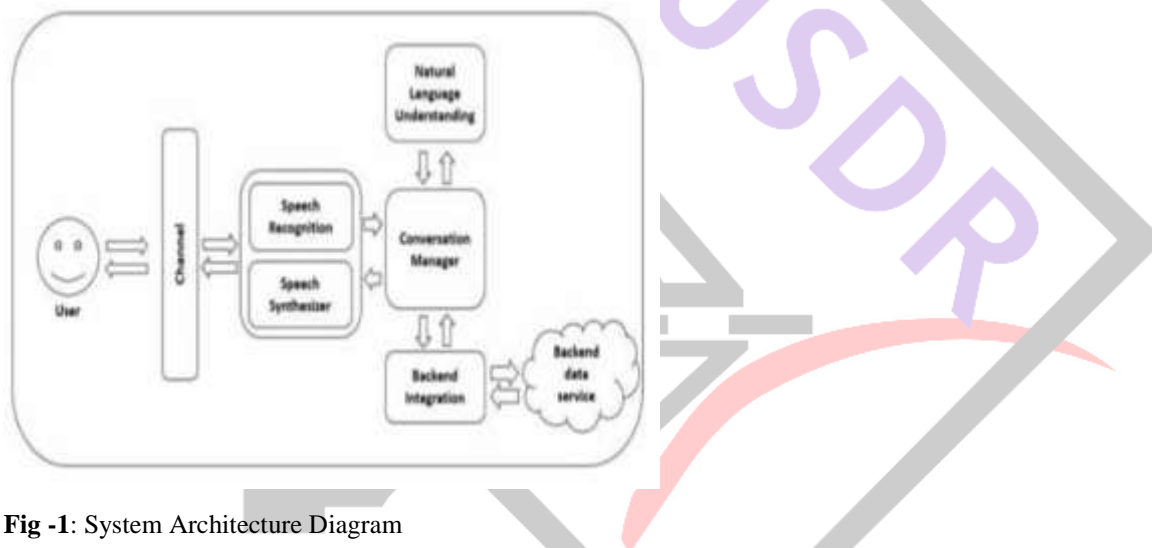 Natural
Language
Understanding
Speech
Recognition
Conversation
Manager
Channel
User
Speech
Synthesizer
Backend
Integration
Backend
data
service
USDR
Fig -1: System Architecture Diagram